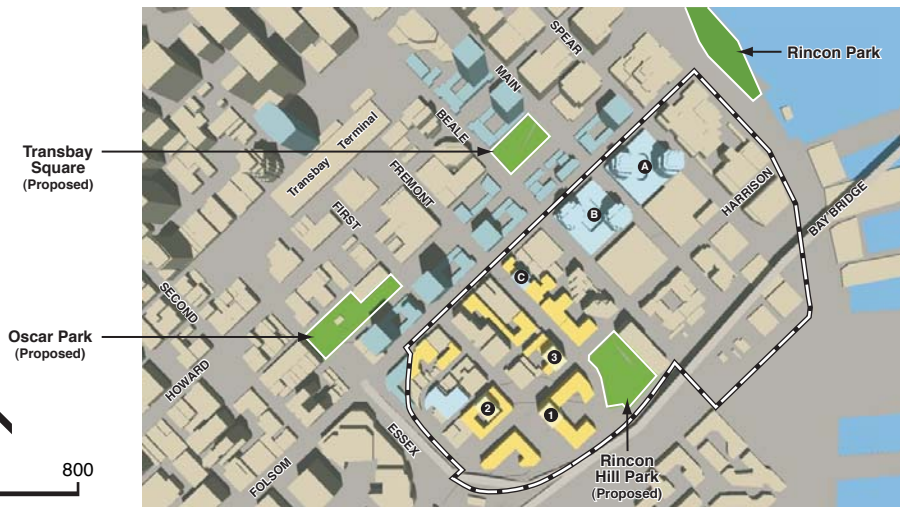 SPEAR
Rincon Park
MAIN
BEALE
Transbay
Square
(Proposed)
Transbay Terminal
FREMONT
A
HARRISON
BAY BRIDGE
FIRST
B
C
SECOND
Oscar Park
(Proposed)
3
HOWARD
2
1
ESSEX
FOLSOM
Rincon
Hill Park
(Proposed)
800